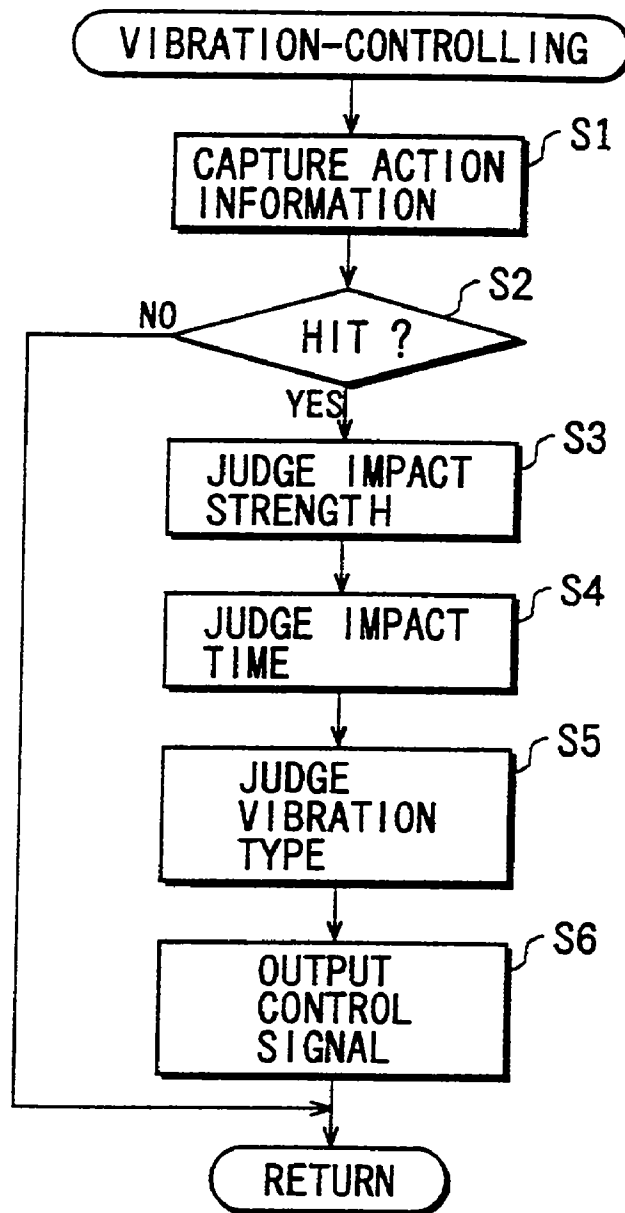 VIBRATION-CONTROLLING
S1
CAPTURE ACTION
INFORMATION
S2
NO
HIT ?
YES
S3
JUDGE IMPACT
STRENGTH
S4
JUDGE IMPACT
TIME
S5
JUDGE
VIBRATION
TYPE
S6
OUTPUT
CONTROL
SIGNAL
RETURN